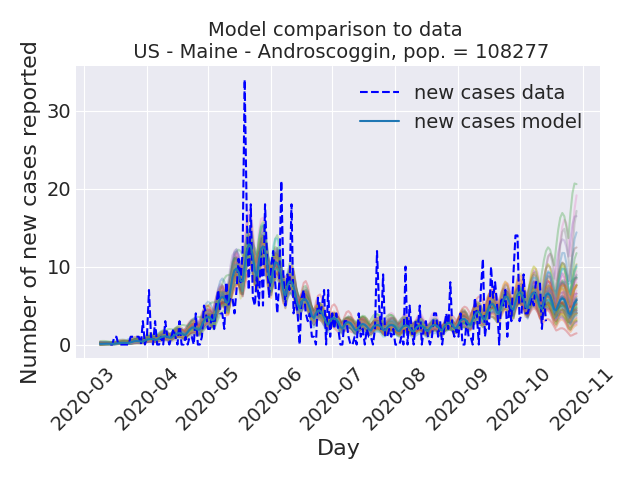 Model comparison to data
US - Maine - Androscoggin, pop. = 108277
Number of new cases reported
30
20
10
0
new cases data
new cases model
2020-03
2020-04
2020-05
2020-06
2020-07
2020-08
2020-09
2020-10
2020-11
Day